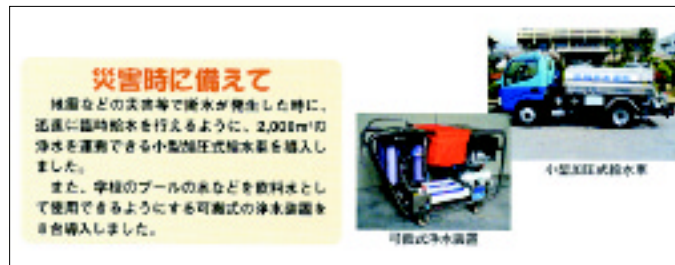 災害時に備えて
地震などの災害等で断水が発生した時に、
迅速に臨時給水を行えるように、2,000m³の
浄水を運搬できる小型加圧式給水車を導入し
ました。
また、学校のプールの水などを飲料水とし
て使用できるようにする可搬式の浄水装置を
8台導入しました。
小型加圧式給水車
可搬式浄水装置